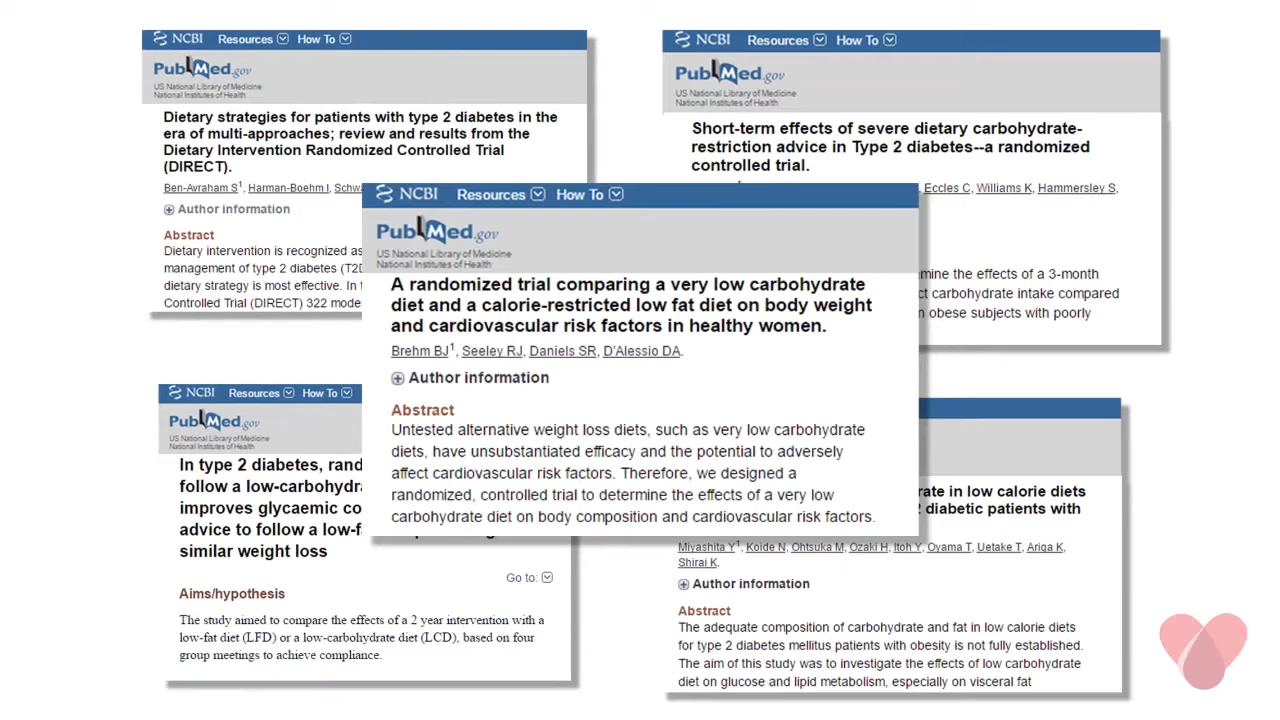 NCBI Resources How To
PubMed.gov
US National Library of Medicine
National Institutes of Health
Dietary strategies for patients with type 2 diabetes in the
era of multi-approaches; review and results from the
Dietary Intervention Randomized Controlled Trial
(DIRECT).
Ben-Avraham S1, Harman-Boehm I,
Author information
Abstract
Dietary intervention is recognized as
management of type 2 diabetes
dietary strategy is most effective. In
Controlled Trial (DIRECT) 322
NCBI Resources How To
PubMed.gov
US National Library of Medicine
National Institutes of Health
Short-term effects of severe dietary carbohydrate-
restriction advice in Type 2 diabetes--a randomized
controlled trial.
Eccles C, Williams K, Hammersley S,
the effects of a 3-month
carbohydrate intake compared
obese subjects with poorly
NCBI Resources How To
PubMed.gov
US National Library of Medicine
National Institutes of Health
A randomized trial comparing a very low carbohydrate
diet and a calorie-restricted low fat diet on body weight
and cardiovascular risk factors in healthy women.
Brehm BJ1, Seeley RJ, Daniels SR, D'Alessio DA.
Author information
Abstract
Untested alternative weight loss diets, such as very low carbohydrate
diets, have unsubstantiated efficacy and the potential to adversely
affect cardiovascular risk factors. Therefore, we designed a
randomized, controlled trial to determine the effects of a very low
carbohydrate diet on body composition and cardiovascular risk factors.
NCBI Resources How To
PubMed.gov
US National Library of Medicine
National Institutes of Health
In type 2 diabetes,
follow a
improves glycaemic
advice to follow a
similar weight loss
Go to:
Aims/hypothesis
The study aimed to compare the effects of a 2 year intervention with a
low-fat diet (LFD) or a low-carbohydrate diet (LCD), based on four
group meetings to achieve compliance.
in low calorie diets
2 diabetic patients with
Miyashita Y1, Koide N, Ohtsuka M, Ozaki H, Itoh Y, Oyama T, Uetake T, Ariga K,
Shirai K.
Author information
Abstract
The adequate composition of carbohydrate and fat in low calorie diets
for type 2 diabetes mellitus patients with obesity is not fully established.
The aim of this study was to investigate the effects of low carbohydrate
diet on glucose and lipid metabolism, especially on visceral fat